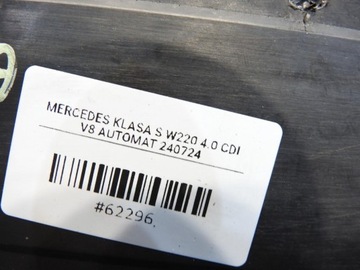 MERCEDES KLASA S W220 4.0 CDI
V8 AUTOMAT 240724
#62296.